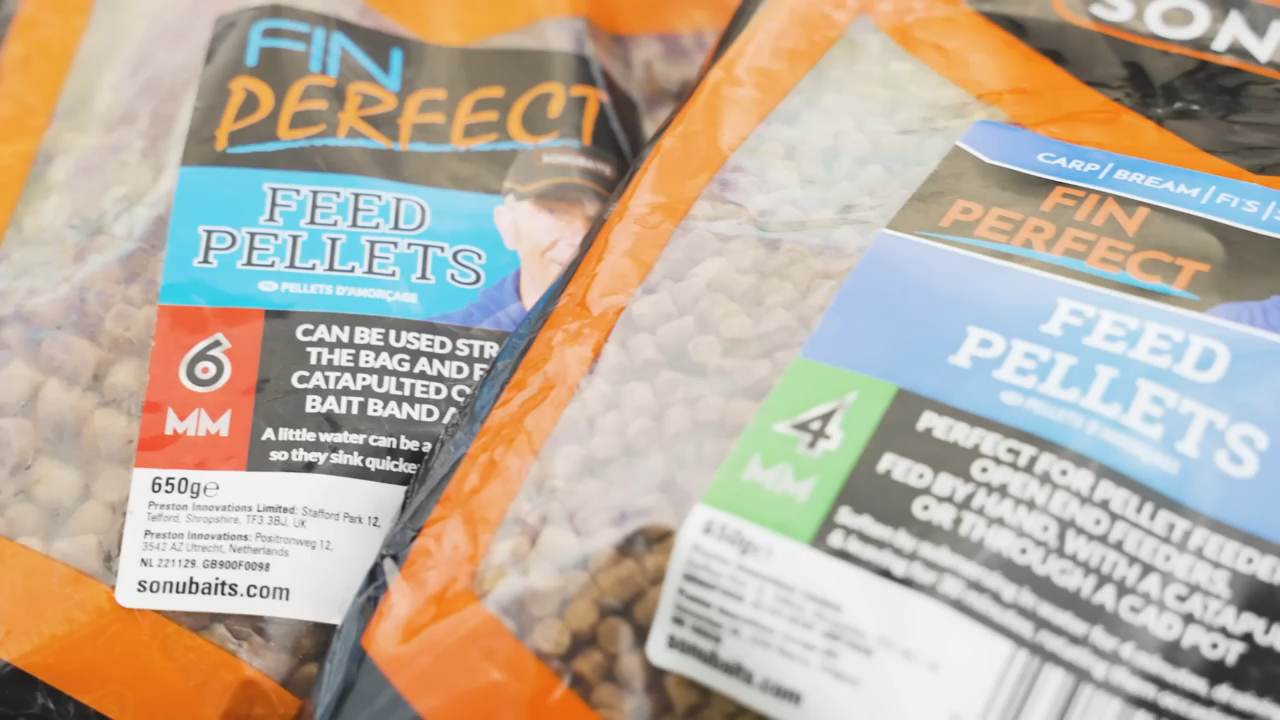 FIN
PERFECT
FEED
PELLETS
PELLETS D'AMORÇAGE
6
MM
CAN BE USED STR
THE BAG AND F
CATAPULTED O
BAIT BAND A
A little water can be a
so they sink quicke
650g℮
Preston Innovations Limited: Stafford Park 12,
Telford, Shropshire, TF3 3BJ, UK
Preston Innovations: Positronweg 12,
3542 AZ Utrecht, Netherlands
NL 221129. GB900F0098
sonubaits.com
SON
CARP | BREAM | F1'S |
FIN
PERFECT
FEED
PELLETS
4
MM
PERFECT FOR PELLET FEEDE
OPEN END FEEDERS,
FED BY HAND, WITH A CATAPU
OR THROUGH A CAD POT
650g℮
sonubaits.com